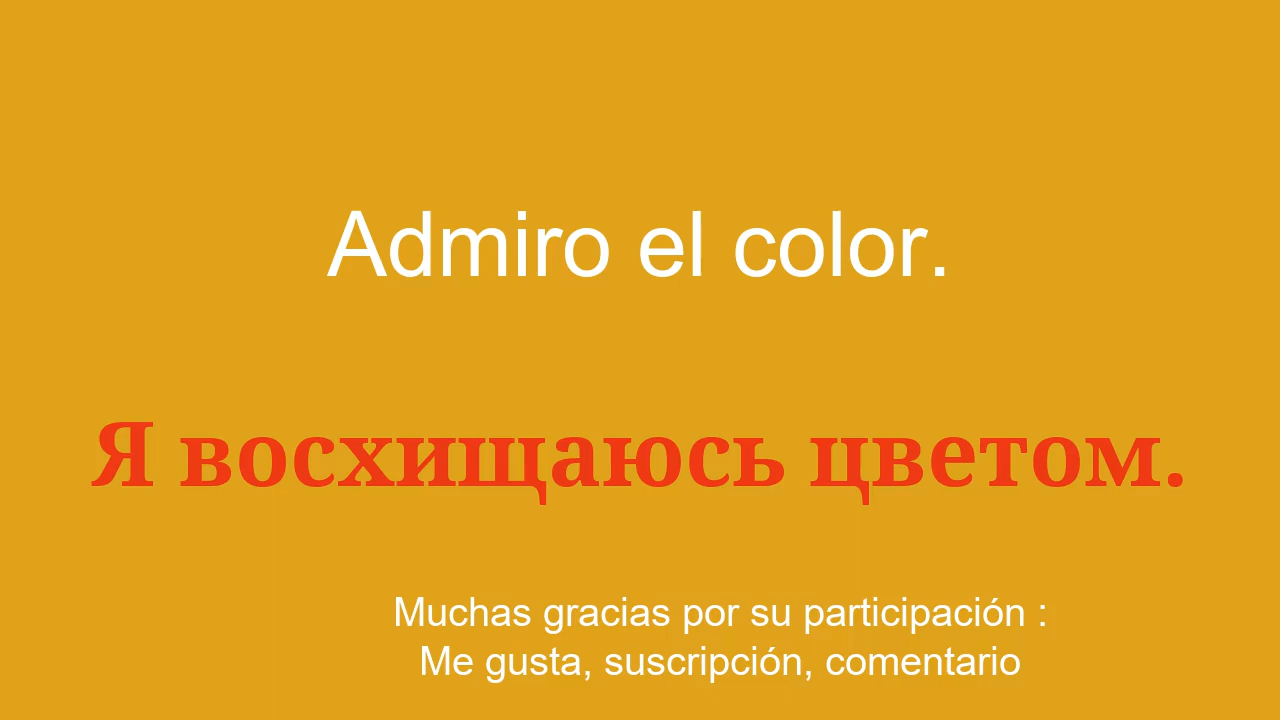 Admiro el color.
Я восхищаюсь цветом.
Muchas gracias por su participación :
Me gusta, suscripción, comentario